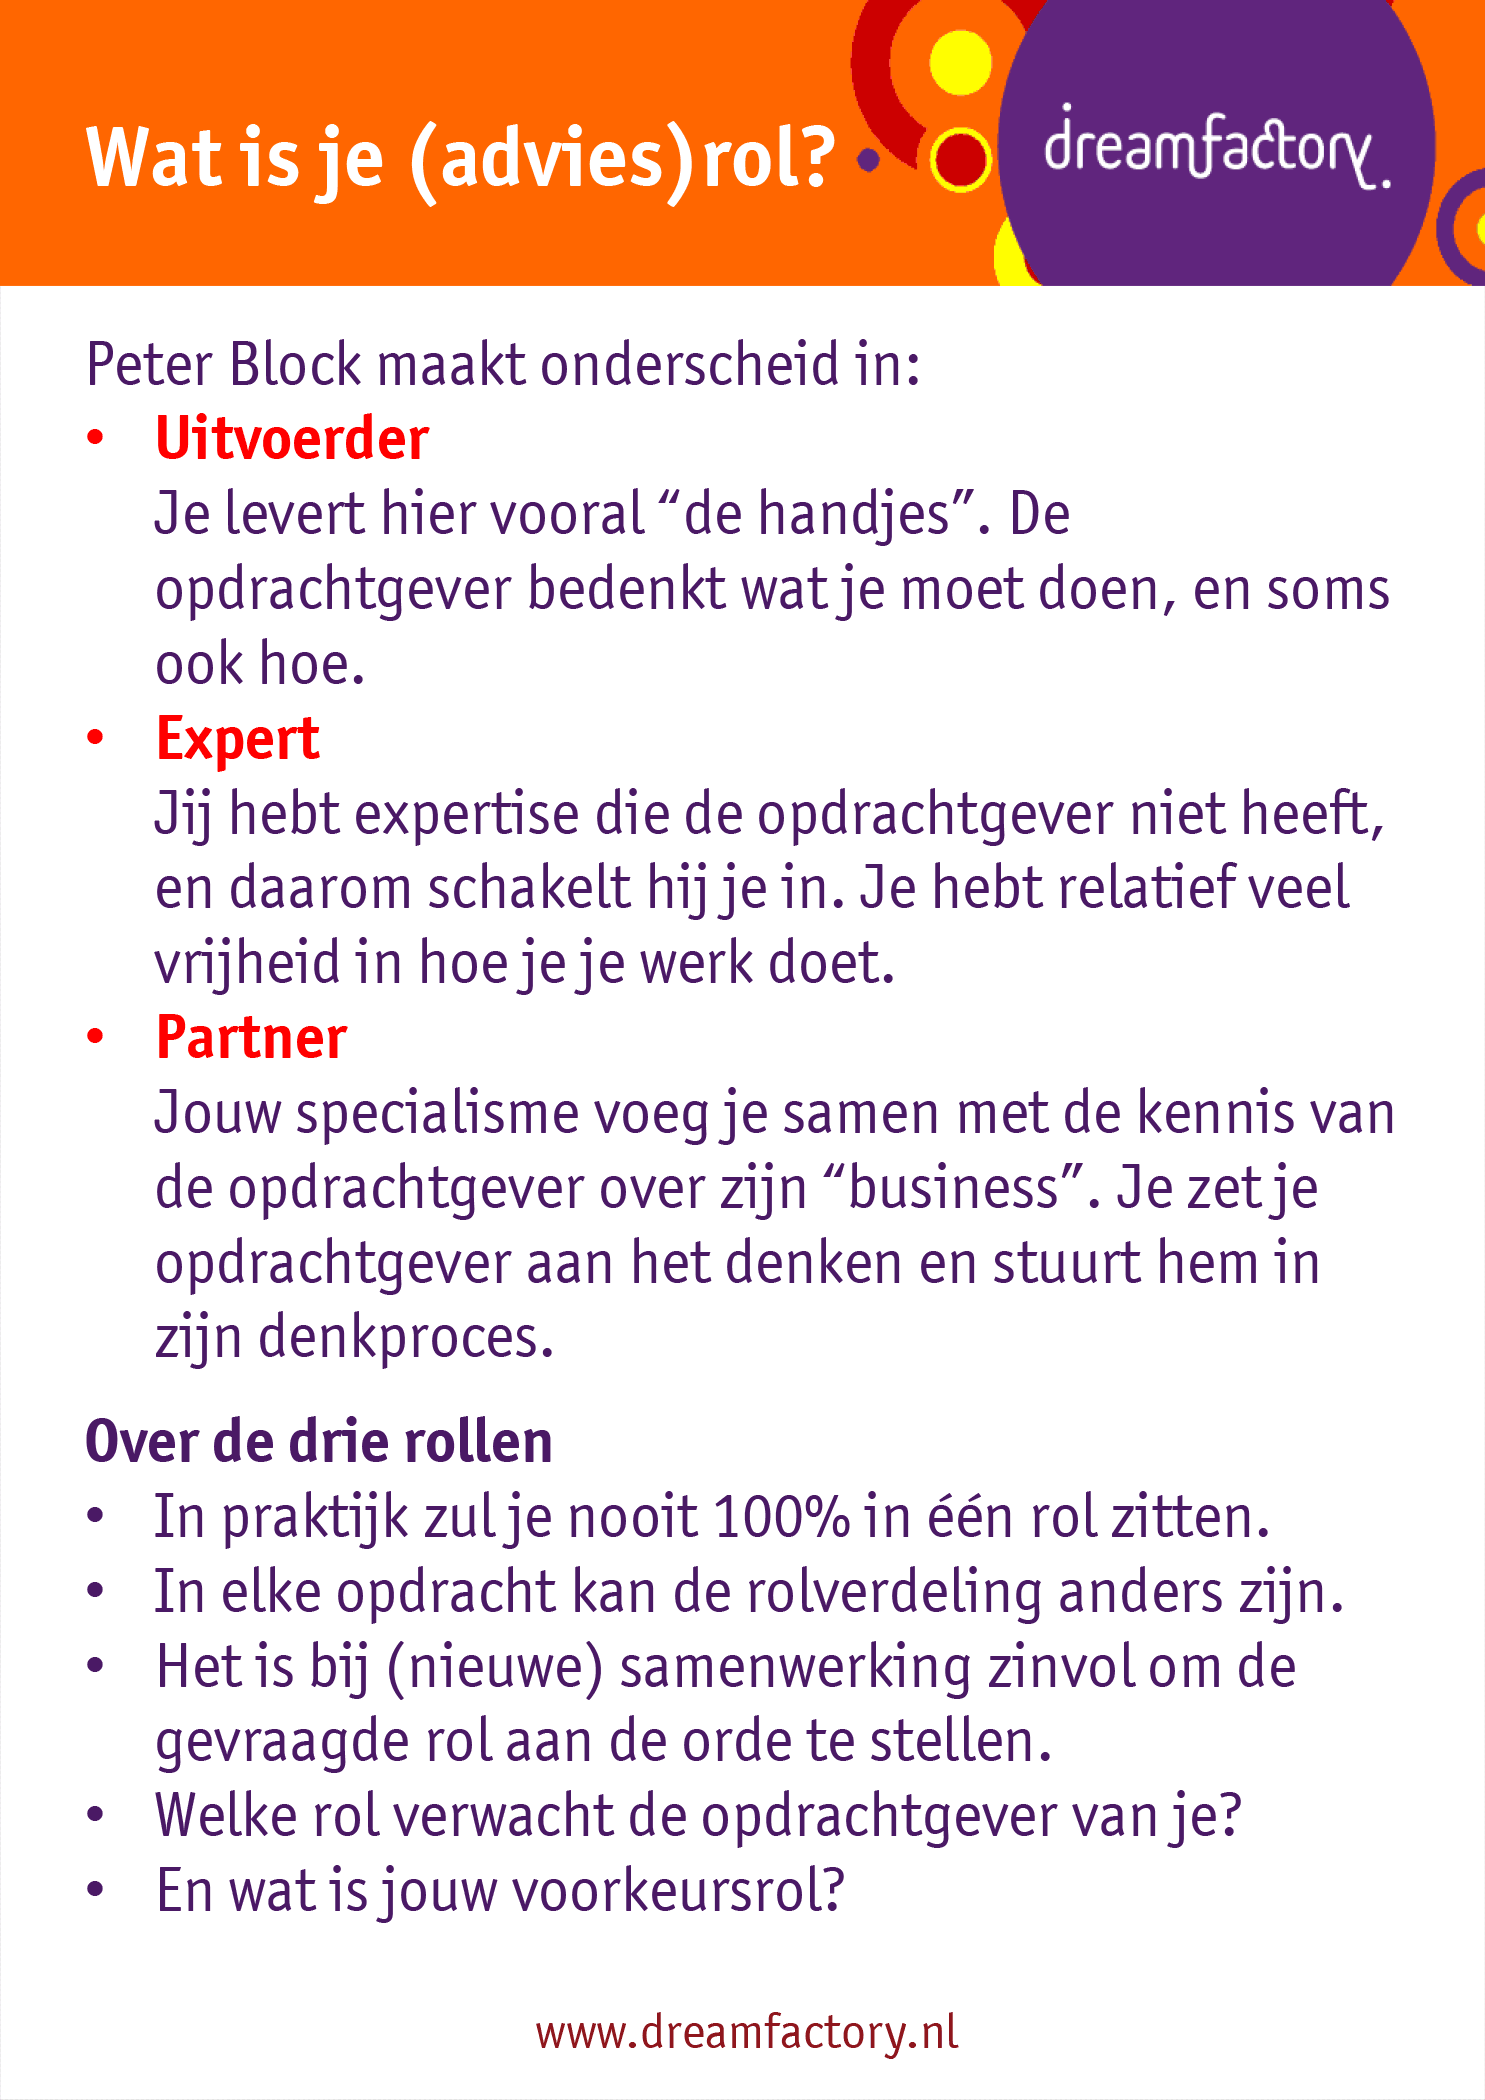 Wat is je (advies)rol?
dreamfactory.
Peter Block maakt onderscheid in:
• Uitvoerder
Je levert hier vooral “de handjes”. De
opdrachtgever bedenkt wat je moet doen, en soms
ook hoe.
• Expert
Jij hebt expertise die de opdrachtgever niet heeft,
en daarom schakelt hij je in. Je hebt relatief veel
vrijheid in hoe je je werk doet.
• Partner
Jouw specialisme voeg je samen met de kennis van
de opdrachtgever over zijn “business”. Je zet je
opdrachtgever aan het denken en stuurt hem in
zijn denkproces.
Over de drie rollen
• In praktijk zul je nooit 100% in één rol zitten.
• In elke opdracht kan de rolverdeling anders zijn.
• Het is bij (nieuwe) samenwerking zinvol om de
gevraagde rol aan de orde te stellen.
• Welke rol verwacht de opdrachtgever van je?
• En wat is jouw voorkeursrol?
www.dreamfactory.nl